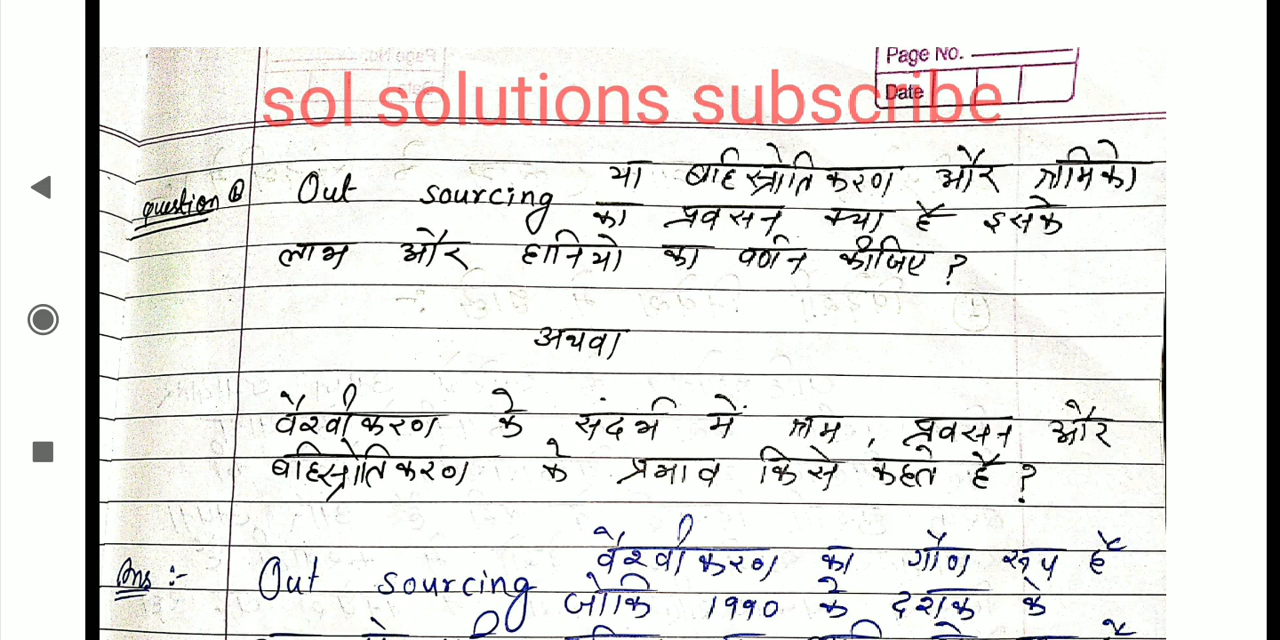 Page No.
Date
sol solutions subscribe
question ① Out sourcing या बहिस्त्रोतिकरण और श्रामिको
का प्रवसन क्या है इसके
लाभ और हानियो का वर्णन कीजिए ?
अथवा
वैश्वीकरण के संदर्भ में श्रम , प्रवसन और
बहिस्त्रोतिकरण के प्रभाव किसे कहते हैं ?
Ans :- Out sourcing वैश्वीकरण का गौण रूप है
जोकि 1990 के दशक के